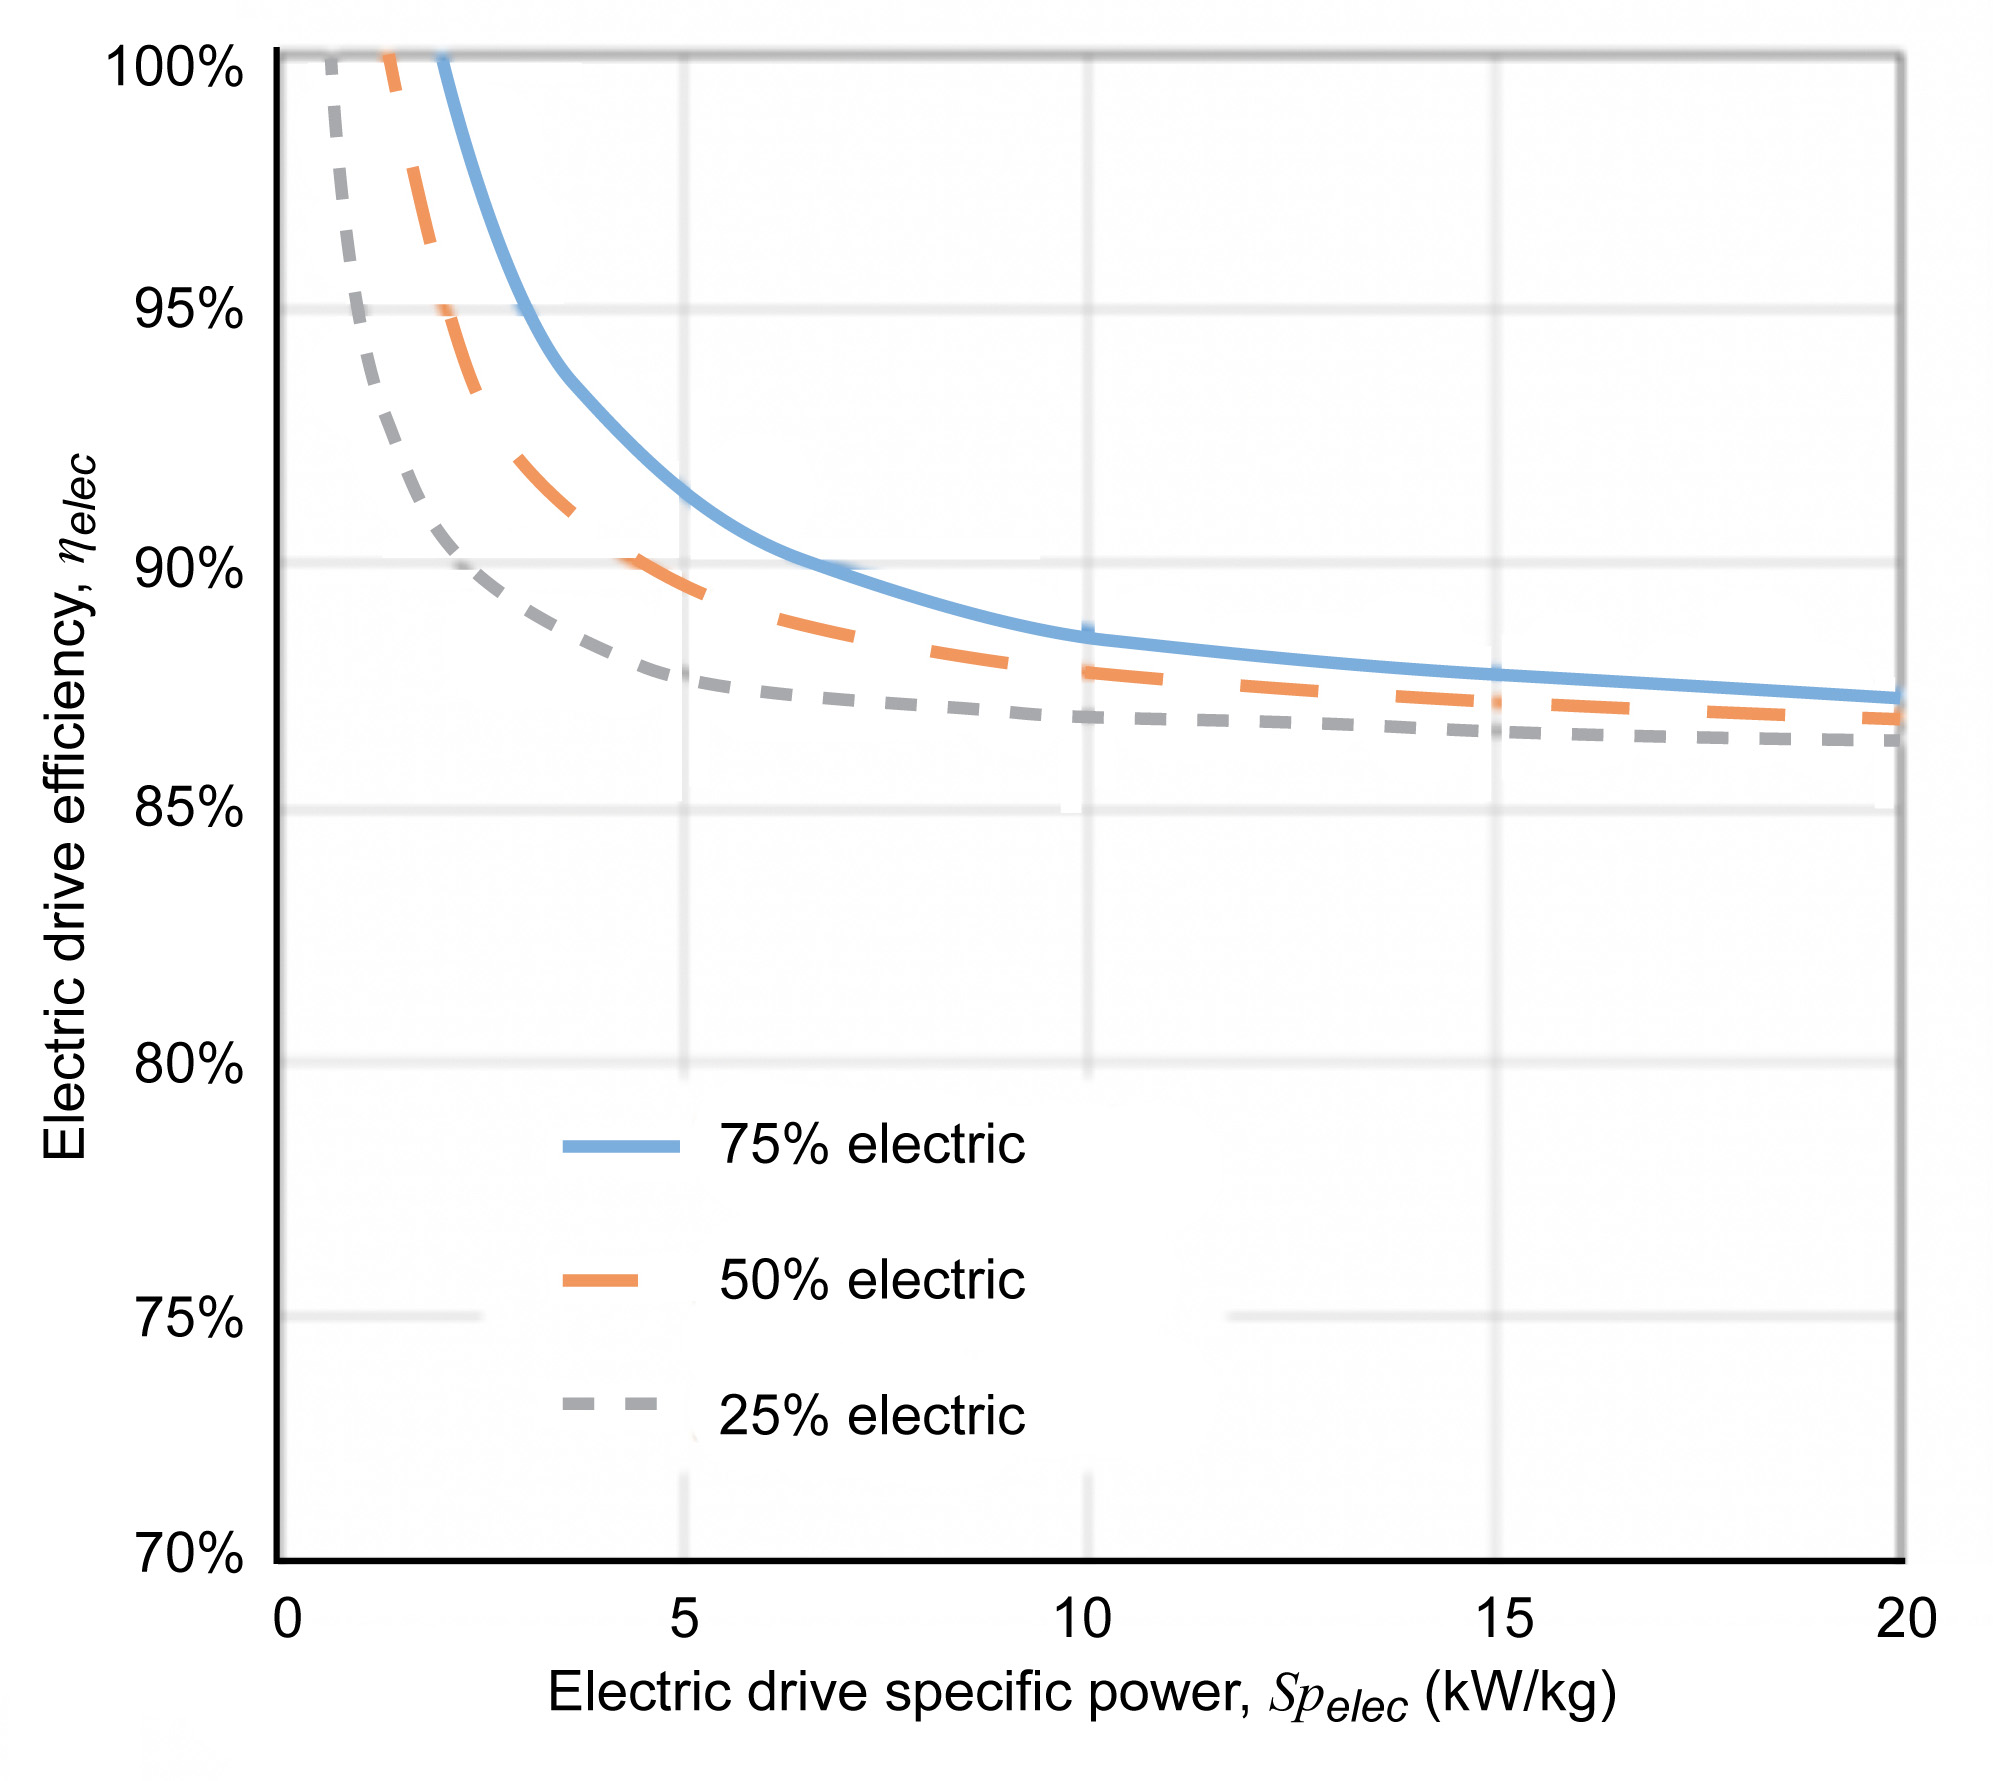 100%
95%
90%
85%
80%
75%
70%
Electric drive efficiency, ηelec
75% electric
50% electric
25% electric
0 5 10 15 20
Electric drive specific power, Spelec (kW/kg)